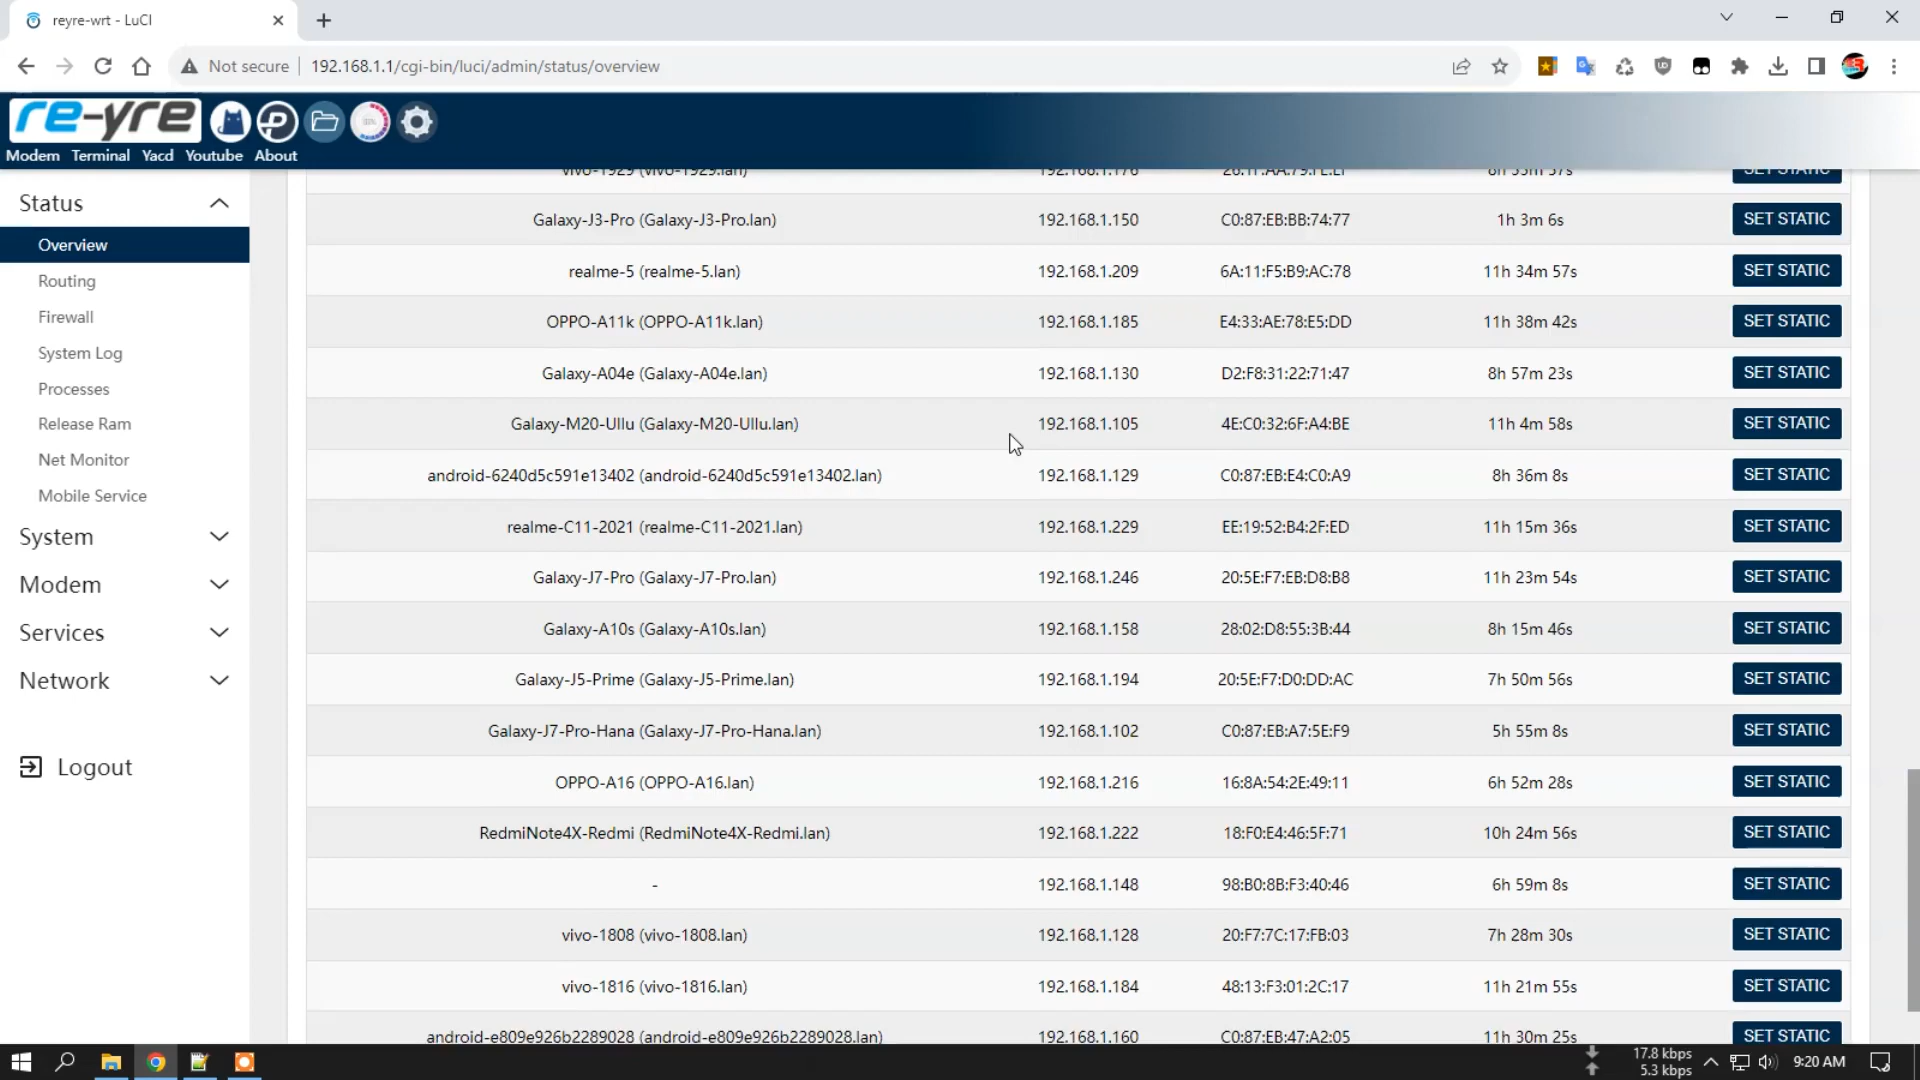 reyre-wrt - LuCI
Not secure 192.168.1.1/cgi-bin/luci/admin/status/overview
re-yre
Modem Terminal Yacd Youtube About
Status
Overview
Routing
Firewall
System Log
Processes
Release Ram
Net Monitor
Mobile Service
System
Modem
Services
Network
Logout
vivo-1929 (vivo-1929.lan) 192.168.1.176 8h 55m 57s SET STATIC
Galaxy-J3-Pro (Galaxy-J3-Pro.lan) 192.168.1.150 C0:87:EB:BB:74:77 1h 3m 6s SET STATIC
realme-5 (realme-5.lan) 192.168.1.209 6A:11:F5:B9:AC:78 11h 34m 57s SET STATIC
OPPO-A11k (OPPO-A11k.lan) 192.168.1.185 E4:33:AE:78:E5:DD 11h 38m 42s SET STATIC
Galaxy-A04e (Galaxy-A04e.lan) 192.168.1.130 D2:F8:31:22:71:47 8h 57m 23s SET STATIC
Galaxy-M20-Ullu (Galaxy-M20-Ullu.lan) 192.168.1.105 4E:C0:32:6F:A4:BE 11h 4m 58s SET STATIC
android-6240d5c591e13402 (android-6240d5c591e13402.lan) 192.168.1.129 C0:87:EB:E4:C0:A9 8h 36m 8s SET STATIC
realme-C11-2021 (realme-C11-2021.lan) 192.168.1.229 EE:19:52:B4:2F:ED 11h 15m 36s SET STATIC
Galaxy-J7-Pro (Galaxy-J7-Pro.lan) 192.168.1.246 20:5E:F7:EB:D8:B8 11h 23m 54s SET STATIC
Galaxy-A10s (Galaxy-A10s.lan) 192.168.1.158 28:02:D8:55:3B:44 8h 15m 46s SET STATIC
Galaxy-J5-Prime (Galaxy-J5-Prime.lan) 192.168.1.194 20:5E:F7:D0:DD:AC 7h 50m 56s SET STATIC
Galaxy-J7-Pro-Hana (Galaxy-J7-Pro-Hana.lan) 192.168.1.102 C0:87:EB:A7:5E:F9 5h 55m 8s SET STATIC
OPPO-A16 (OPPO-A16.lan) 192.168.1.216 16:8A:54:2E:49:11 6h 52m 28s SET STATIC
RedmiNote4X-Redmi (RedmiNote4X-Redmi.lan) 192.168.1.222 18:F0:E4:46:5F:71 10h 24m 56s SET STATIC
- 192.168.1.148 98:B0:8B:F3:40:46 6h 59m 8s SET STATIC
vivo-1808 (vivo-1808.lan) 192.168.1.128 20:F7:7C:17:FB:03 7h 28m 30s SET STATIC
vivo-1816 (vivo-1816.lan) 192.168.1.184 48:13:F3:01:2C:17 11h 21m 55s SET STATIC
android-e809e926b2289028 (android-e809e926b2289028.lan) 192.168.1.160 C0:87:EB:47:A2:05 11h 30m 25s SET STATIC
17.8 kbps
5.3 kbps
9:20 AM